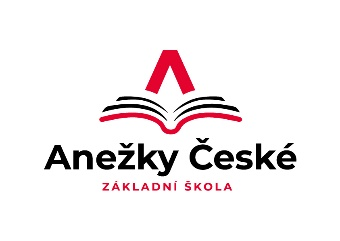 Anežky České
ZÁKLADNÍ ŠKOLA